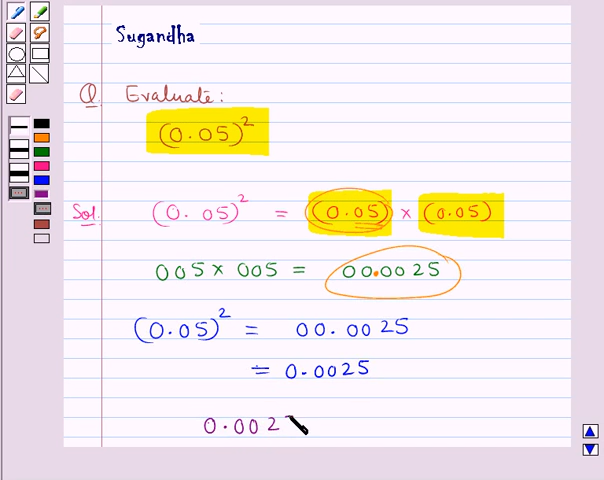 Sugandha
Q. Evaluate:
(0.05)²
Sol. (0.05)² = (0.05) × (0.05)
005 × 005 = 00.0025
(0.05)² = 00.0025
= 0.0025
0.002